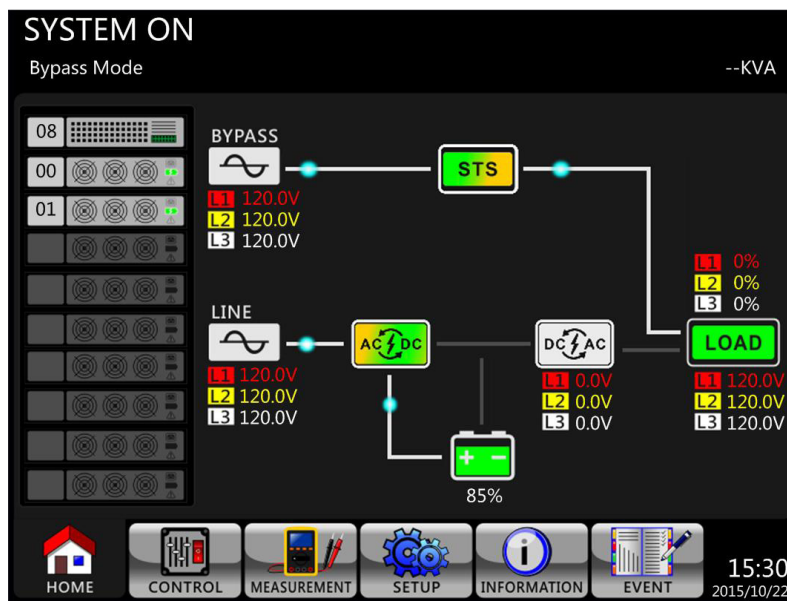 SYSTEM ON
Bypass Mode
--KVA
08
00
01
BYPASS
L1 120.0V
L2 120.0V
L3 120.0V
STS
L1 0%
L2 0%
L3 0%
LINE
L1 120.0V
L2 120.0V
L3 120.0V
AC DC
DC AC
L1 0.0V
L2 0.0V
L3 0.0V
LOAD
L1 120.0V
L2 120.0V
L3 120.0V
+ −
85%
HOME
CONTROL
MEASUREMENT
SETUP
INFORMATION
EVENT
15:30
2015/10/22